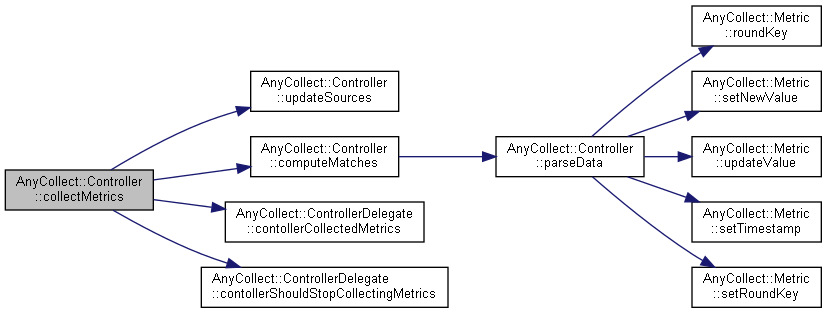 AnyCollect::Controller
::collectMetrics
AnyCollect::Controller
::updateSources
AnyCollect::Controller
::computeMatches
AnyCollect::ControllerDelegate
::contollerCollectedMetrics
AnyCollect::ControllerDelegate
::contollerShouldStopCollectingMetrics
AnyCollect::Controller
::parseData
AnyCollect::Metric
::roundKey
AnyCollect::Metric
::setNewValue
AnyCollect::Metric
::updateValue
AnyCollect::Metric
::setTimestamp
AnyCollect::Metric
::setRoundKey